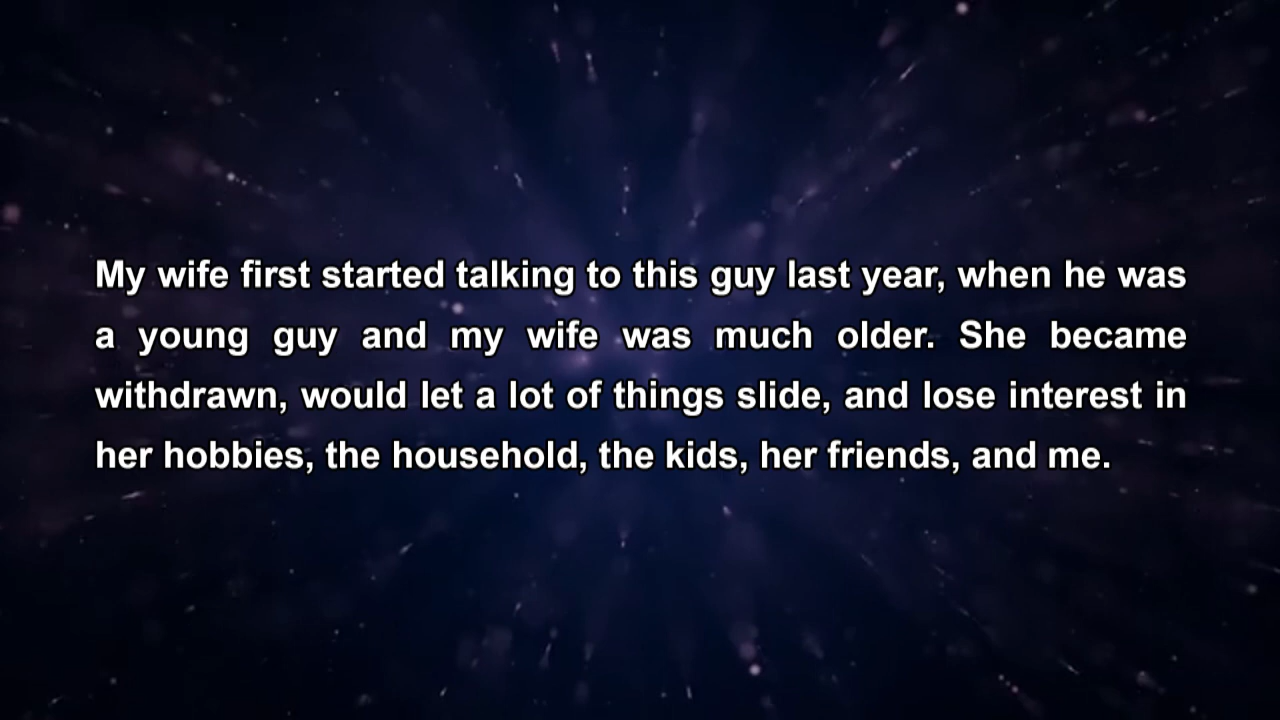 My wife first started talking to this guy last year, when he was
a young guy and my wife was much older. She became
withdrawn, would let a lot of things slide, and lose interest in
her hobbies, the household, the kids, her friends, and me.